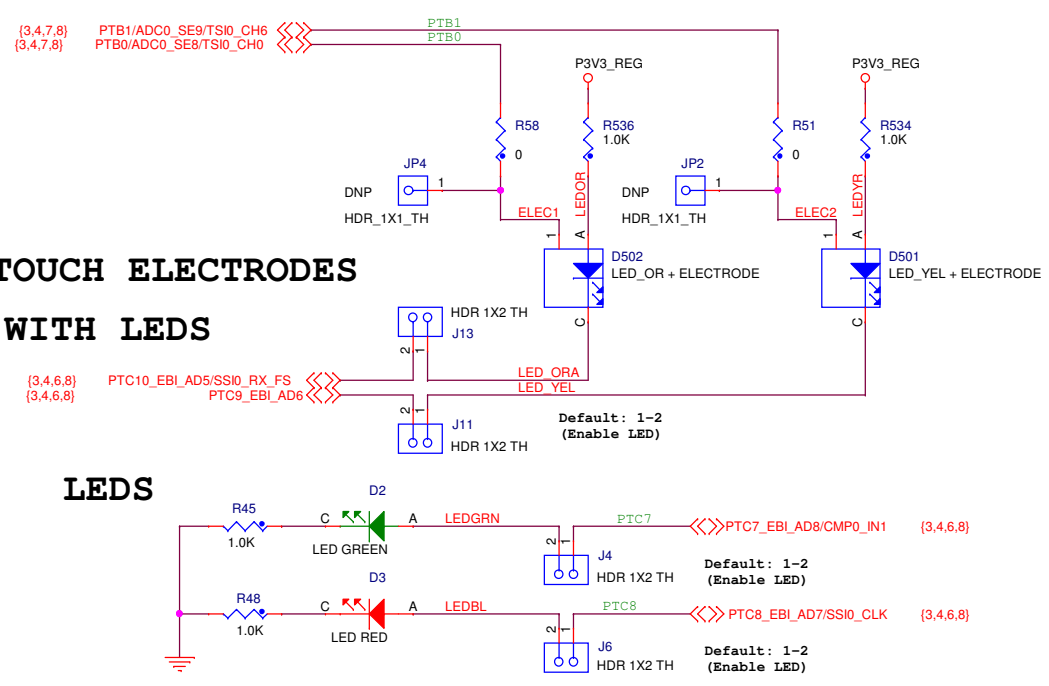 {3,4,7,8} PTB1/ADC0_SE9/TSI0_CH6 PTB1
{3,4,7,8} PTB0/ADC0_SE8/TSI0_CH0 PTB0
P3V3_REG P3V3_REG
R58 R536 R51 R534
1.0K 1.0K
0 0
JP4 JP2
DNP 1 DNP 1
HDR_1X1_TH HDR_1X1_TH
LEDOR LEDYR
ELEC1 ELEC2
1 A 1 A
D502 D501
LED_OR + ELECTRODE LED_YEL + ELECTRODE
TOUCH ELECTRODES
C C
HDR 1X2 TH
WITH LEDS
J13
2 1
{3,4,6,8} PTC10_EBI_AD5/SSI0_RX_FS LED_ORA
{3,4,6,8} PTC9_EBI_AD6 LED_YEL
2 1
J11
HDR 1X2 TH
Default: 1-2
(Enable LED)
LEDS
D2
R45 C A LEDGRN PTC7 PTC7_EBI_AD8/CMP0_IN1 {3,4,6,8}
1.0K LED GREEN
2 1
J4
HDR 1X2 TH
Default: 1-2
(Enable LED)
D3
R48 C A LEDBL PTC8 PTC8_EBI_AD7/SSI0_CLK {3,4,6,8}
1.0K LED RED
2 1
J6
HDR 1X2 TH
Default: 1-2
(Enable LED)